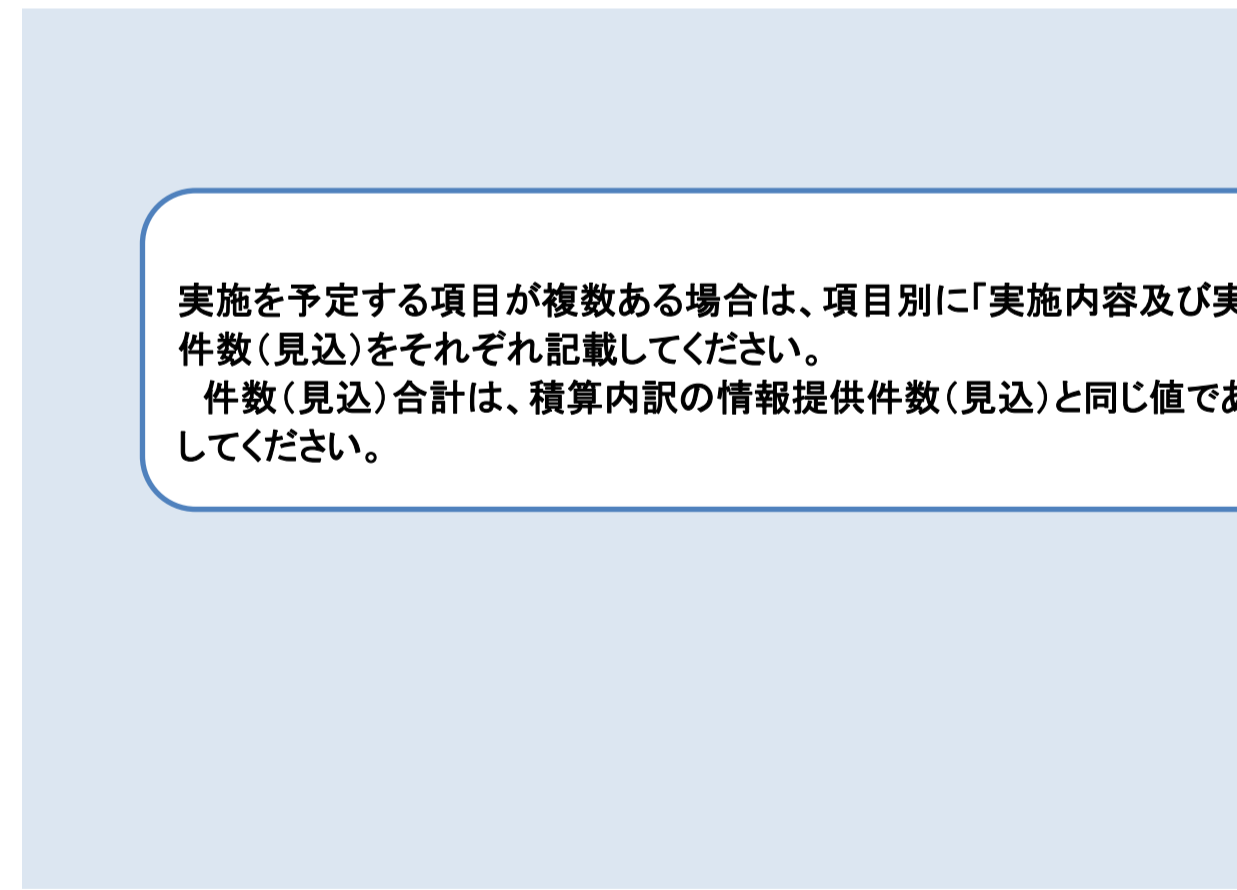 実施を予定する項目が複数ある場合は、項目別に「実施内容及び実
件数（見込）をそれぞれ記載してください。
　件数（見込）合計は、積算内訳の情報提供件数（見込）と同じ値であ
してください。